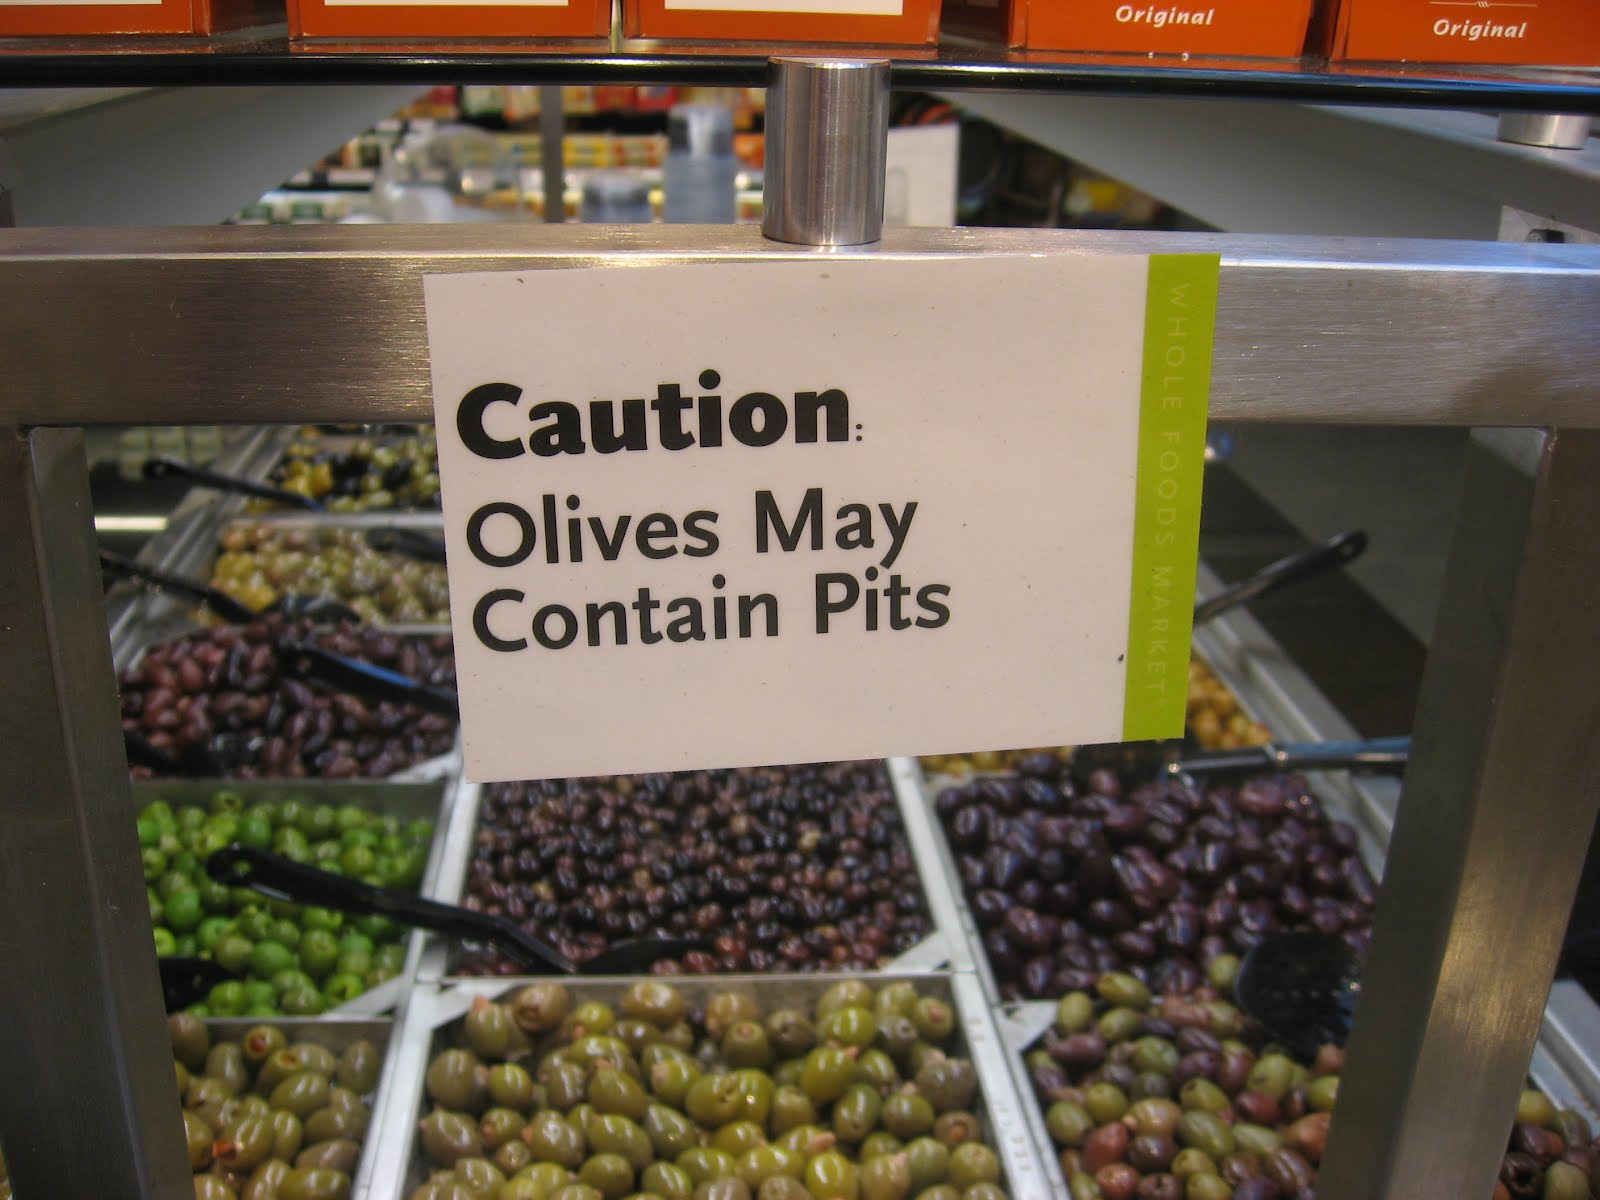 Original
Original
Caution:
Olives May
Contain Pits
WHOLE FOODS MARKET